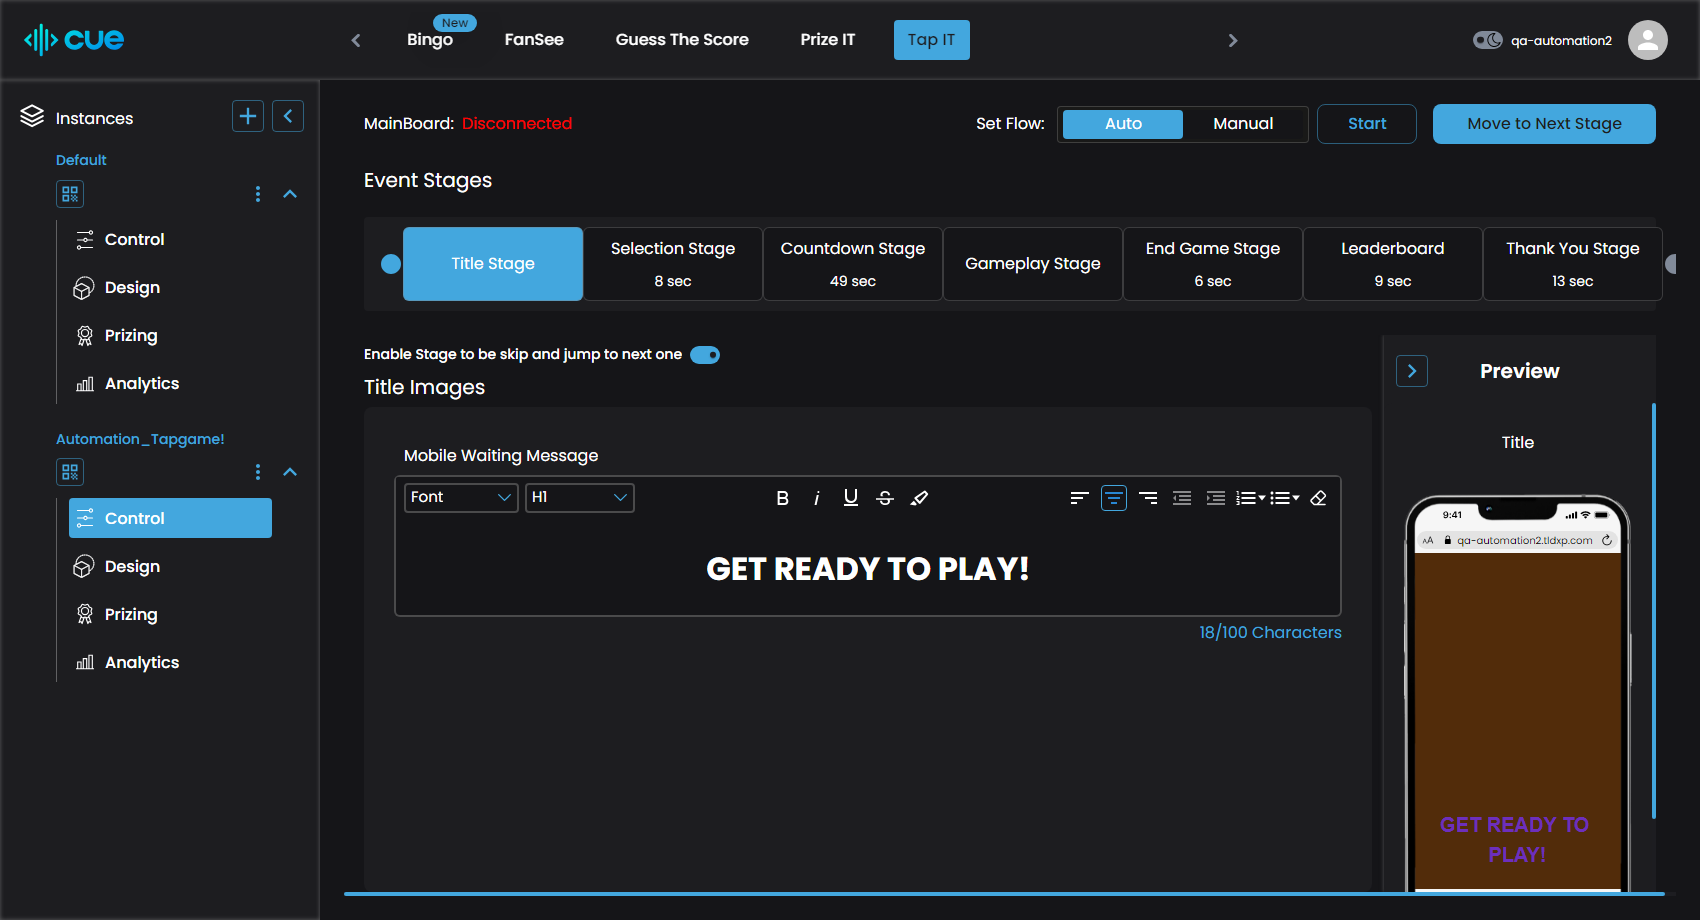 cue
New
Bingo
FanSee
Guess The Score
Prize IT
Tap IT
qa-automation2
Instances
Default
Control
Design
Prizing
Analytics
Automation_Tapgame!
Control
Design
Prizing
Analytics
MainBoard: Disconnected
Set Flow:
Auto
Manual
Start
Move to Next Stage
Event Stages
Title Stage
Selection Stage
8 sec
Countdown Stage
49 sec
Gameplay Stage
End Game Stage
6 sec
Leaderboard
9 sec
Thank You Stage
13 sec
Enable Stage to be skip and jump to next one
Title Images
Mobile Waiting Message
Font
H1
B
i
U
S
GET READY TO PLAY!
18/100 Characters
Preview
Title
9:41
AA
qa-automation2.tldxp.com
GET READY TO
PLAY!